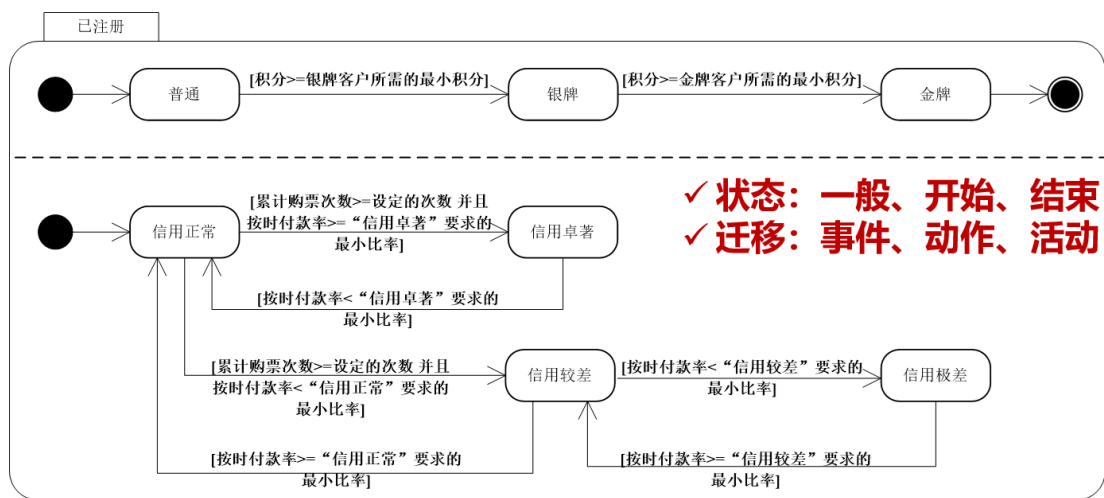 已注册
普通
[积分>=银牌客户所需的最小积分]
银牌
[积分>=金牌客户所需的最小积分]
金牌
✓ 状态：一般、开始、结束
✓ 迁移：事件、动作、活动
信用正常
[累计购票次数>=设定的次数 并且
按时付款率>=“信用卓著”要求的
最小比率]
信用卓著
[按时付款率<“信用卓著”要求的
最小比率]
[累计购票次数>=设定的次数 并且
按时付款率<“信用正常”要求的
最小比率]
信用较差
[按时付款率<“信用较差”要求的
最小比率]
信用极差
[按时付款率>=“信用正常”要求的
最小比率]
[按时付款率>=“信用较差”要求的
最小比率]